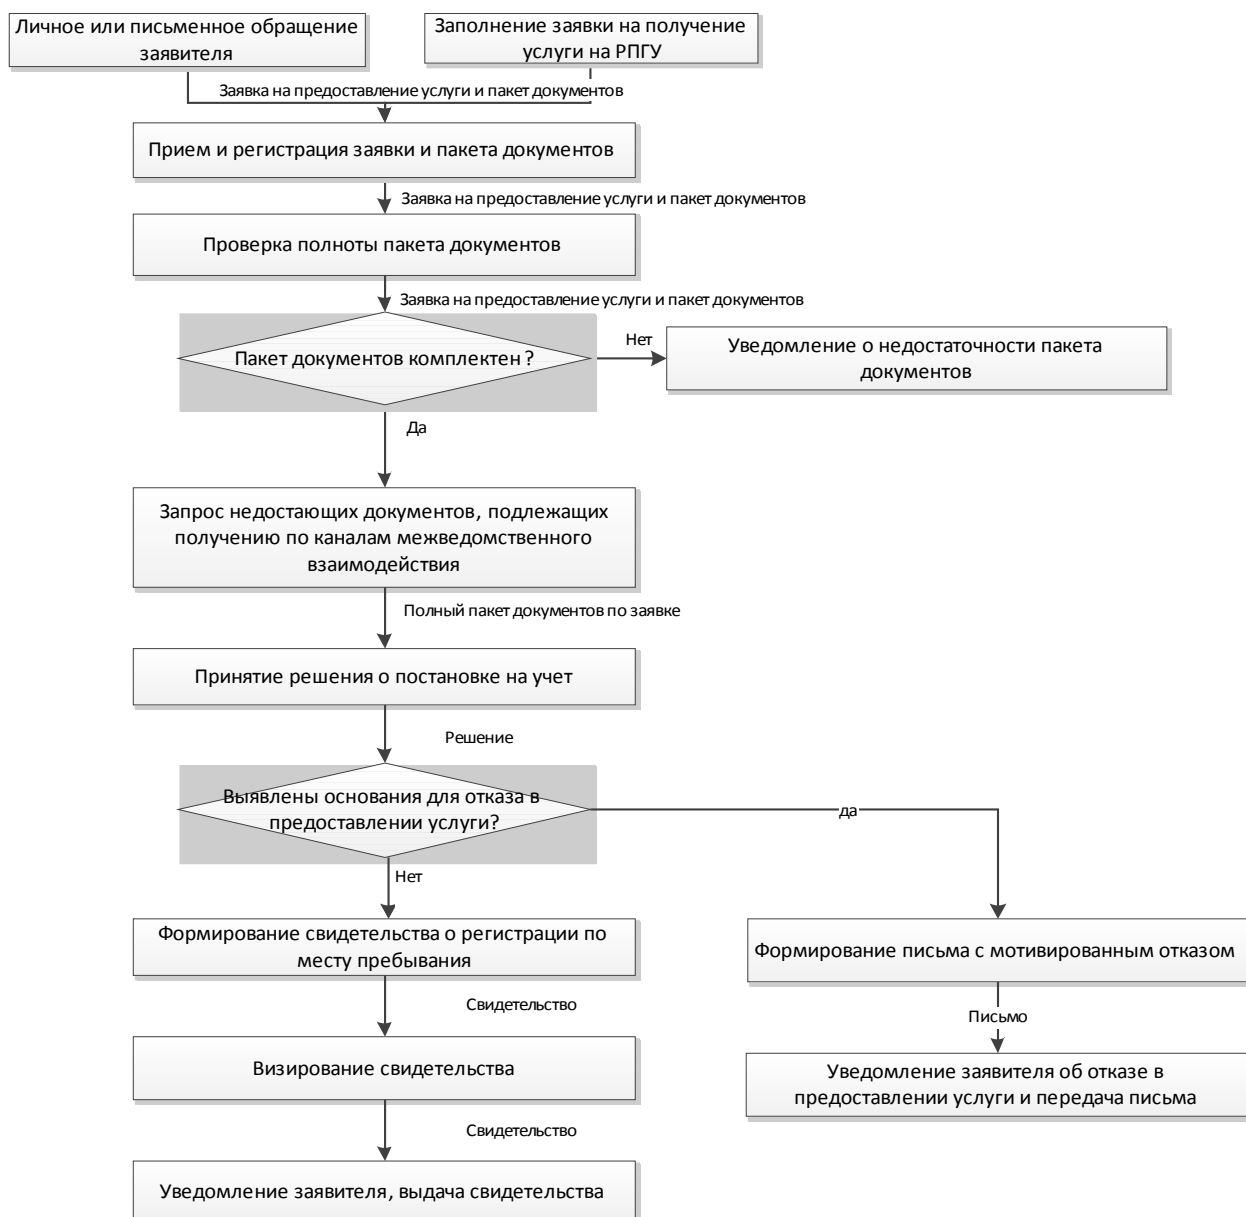 Личное или письменное обращение
заявителя
Заполнение заявки на получение
услуги на РПГУ
Заявка на предоставление услуги и пакет документов
Прием и регистрация заявки и пакета документов
Заявка на предоставление услуги и пакет документов
Проверка полноты пакета документов
Заявка на предоставление услуги и пакет документов
Пакет документов комплектен ?
Нет
Уведомление о недостаточности пакета
документов
Да
Запрос недостающих документов, подлежащих
получению по каналам межведомственного
взаимодействия
Полный пакет документов по заявке
Принятие решения о постановке на учет
Решение
Выявлены основания для отказа в
предоставлении услуги?
да
Нет
Формирование свидетельства о регистрации по
месту пребывания
Формирование письма с мотивированным отказом
Свидетельство
Письмо
Визирование свидетельства
Уведомление заявителя об отказе в
предоставлении услуги и передача письма
Свидетельство
Уведомление заявителя, выдача свидетельства